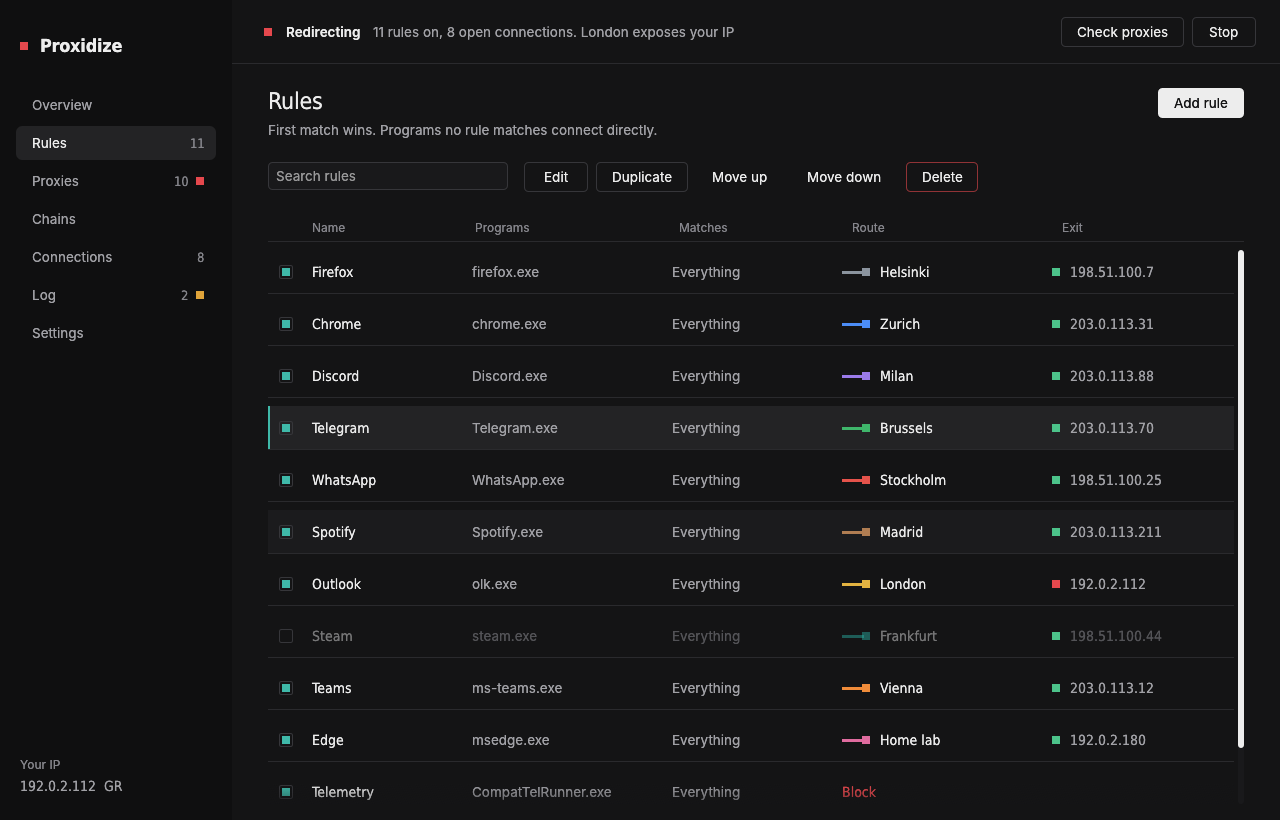 Proxidize
Redirecting 11 rules on, 8 open connections. London exposes your IP
Check proxies
Stop
Overview
Rules 11
Proxies 10
Chains
Connections 8
Log 2
Settings
Your IP
192.0.2.112 GR
Rules
First match wins. Programs no rule matches connect directly.
Add rule
Search rules
Edit
Duplicate
Move up
Move down
Delete
Name Programs Matches Route Exit
Firefox firefox.exe Everything Helsinki 198.51.100.7
Chrome chrome.exe Everything Zurich 203.0.113.31
Discord Discord.exe Everything Milan 203.0.113.88
Telegram Telegram.exe Everything Brussels 203.0.113.70
WhatsApp WhatsApp.exe Everything Stockholm 198.51.100.25
Spotify Spotify.exe Everything Madrid 203.0.113.211
Outlook olk.exe Everything London 192.0.2.112
Steam steam.exe Everything Frankfurt 198.51.100.44
Teams ms-teams.exe Everything Vienna 203.0.113.12
Edge msedge.exe Everything Home lab 192.0.2.180
Telemetry CompatTelRunner.exe Everything Block